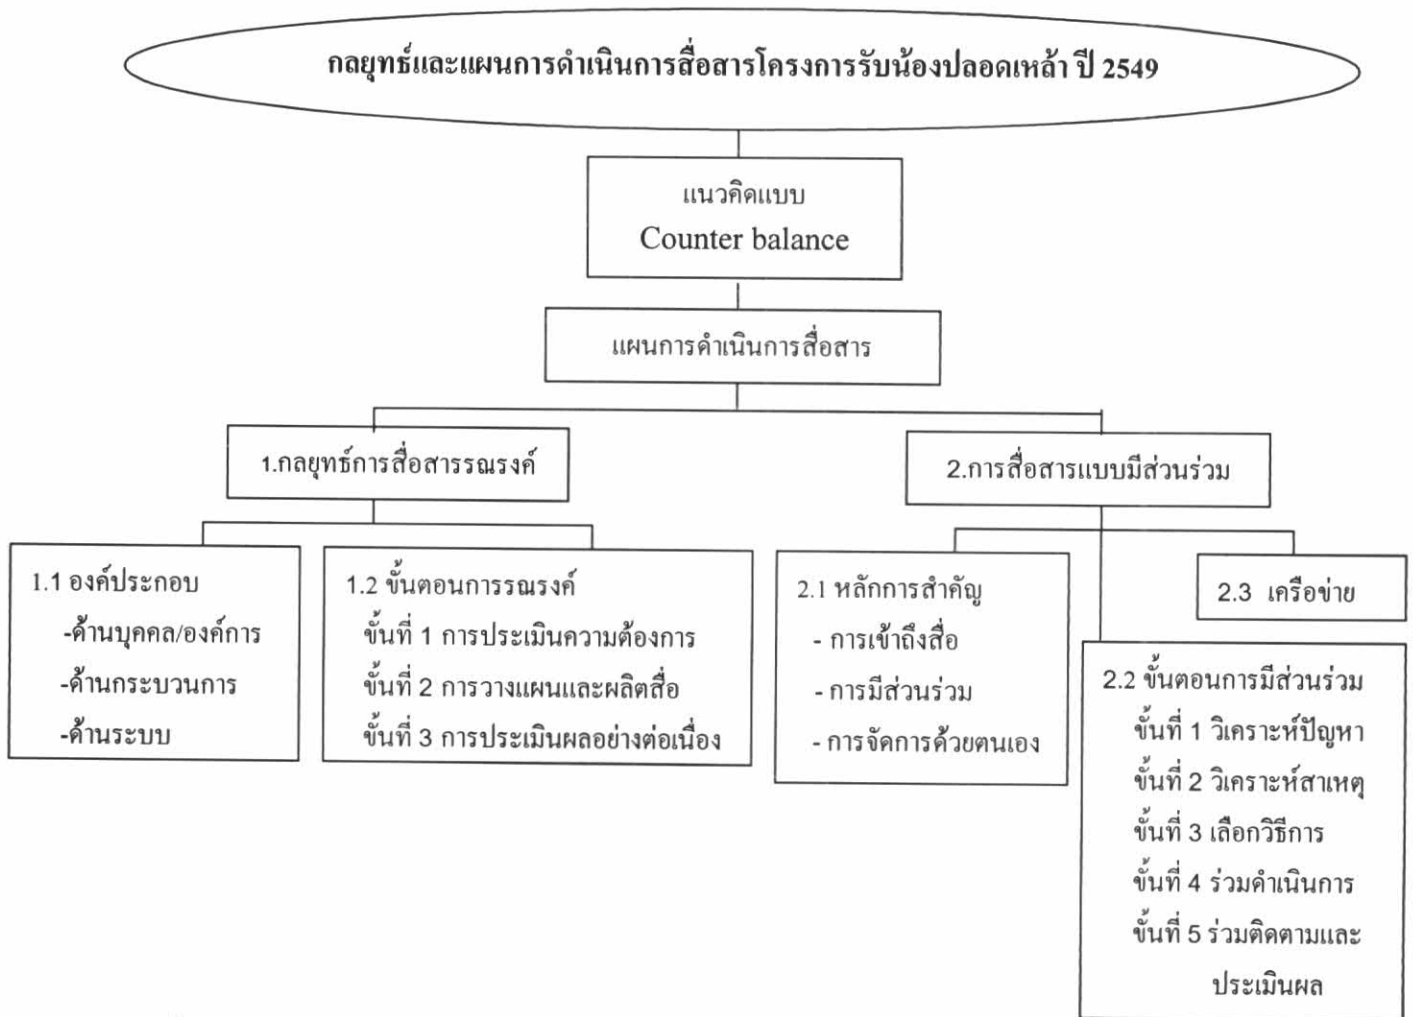 กลยุทธ์และแผนการดำเนินการสื่อสารโครงการรับน้องปลอดเหล้า ปี 2549
แนวคิดแบบ
Counter balance
แผนการดำเนินการสื่อสาร
1.กลยุทธ์การสื่อสารรณรงค์
2.การสื่อสารแบบมีส่วนร่วม
1.1 องค์ประกอบ
-ด้านบุคคล/องค์การ
-ด้านกระบวนการ
-ด้านระบบ
1.2 ขั้นตอนการรณรงค์
ขั้นที่ 1 การประเมินความต้องการ
ขั้นที่ 2 การวางแผนและผลิตสื่อ
ขั้นที่ 3 การประเมินผลอย่างต่อเนื่อง
2.1 หลักการสำคัญ
- การเข้าถึงสื่อ
- การมีส่วนร่วม
- การจัดการด้วยตนเอง
2.3 เครือข่าย
2.2 ขั้นตอนการมีส่วนร่วม
ขั้นที่ 1 วิเคราะห์ปัญหา
ขั้นที่ 2 วิเคราะห์สาเหตุ
ขั้นที่ 3 เลือกวิธีการ
ขั้นที่ 4 ร่วมดำเนินการ
ขั้นที่ 5 ร่วมติดตามและ
ประเมินผล